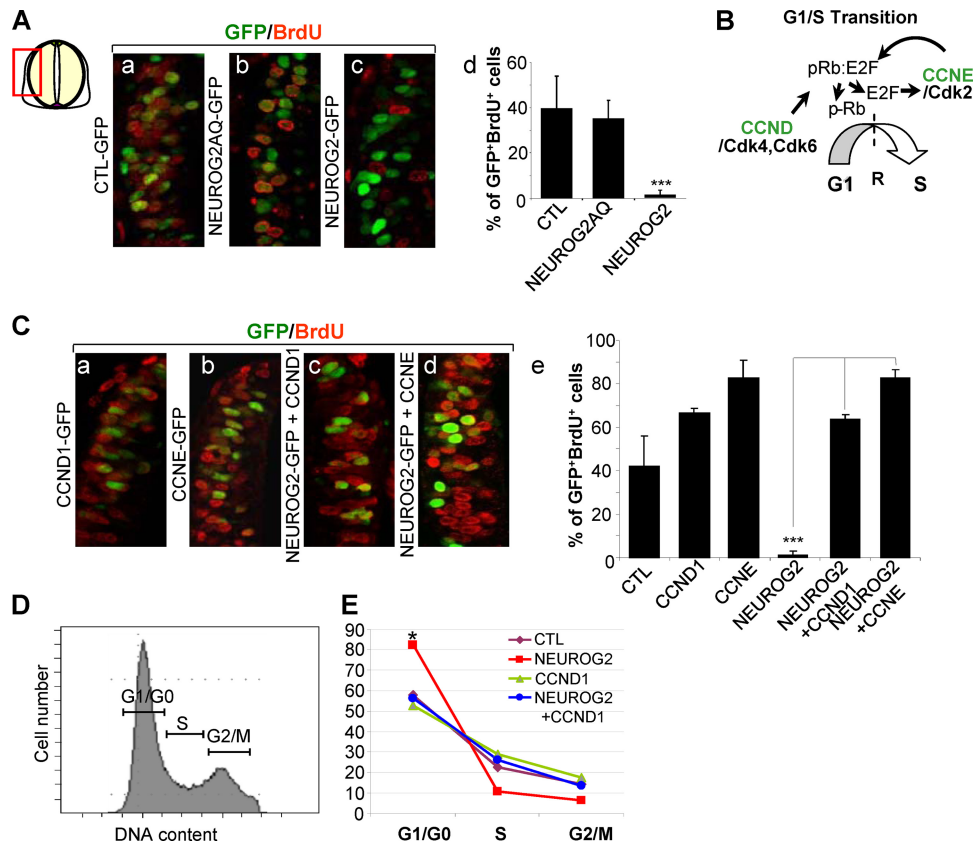 A
GFP/BrdU
a
b
c
CTL-GFP
NEUROG2AQ-GFP
NEUROG2-GFP
d
% of GFP+BrdU+ cells
60
40
20
0
CTL
NEUROG2AQ
NEUROG2
***
B
G1/S Transition
pRb:E2F
CCNE
/Cdk2
E2F
p-Rb
CCND
/Cdk4,Cdk6
G1
R
S
C
GFP/BrdU
a
b
c
d
CCND1-GFP
CCNE-GFP
NEUROG2-GFP + CCND1
NEUROG2-GFP + CCNE
e
% of GFP+BrdU+ cells
100
80
60
40
20
0
***
CTL
CCND1
CCNE
NEUROG2
NEUROG2
+CCND1
NEUROG2
+CCNE
D
Cell number
G1/G0
S
G2/M
DNA content
E
90
80
70
60
50
40
30
20
10
0
*
CTL
NEUROG2
CCND1
NEUROG2
+CCND1
G1/G0
S
G2/M